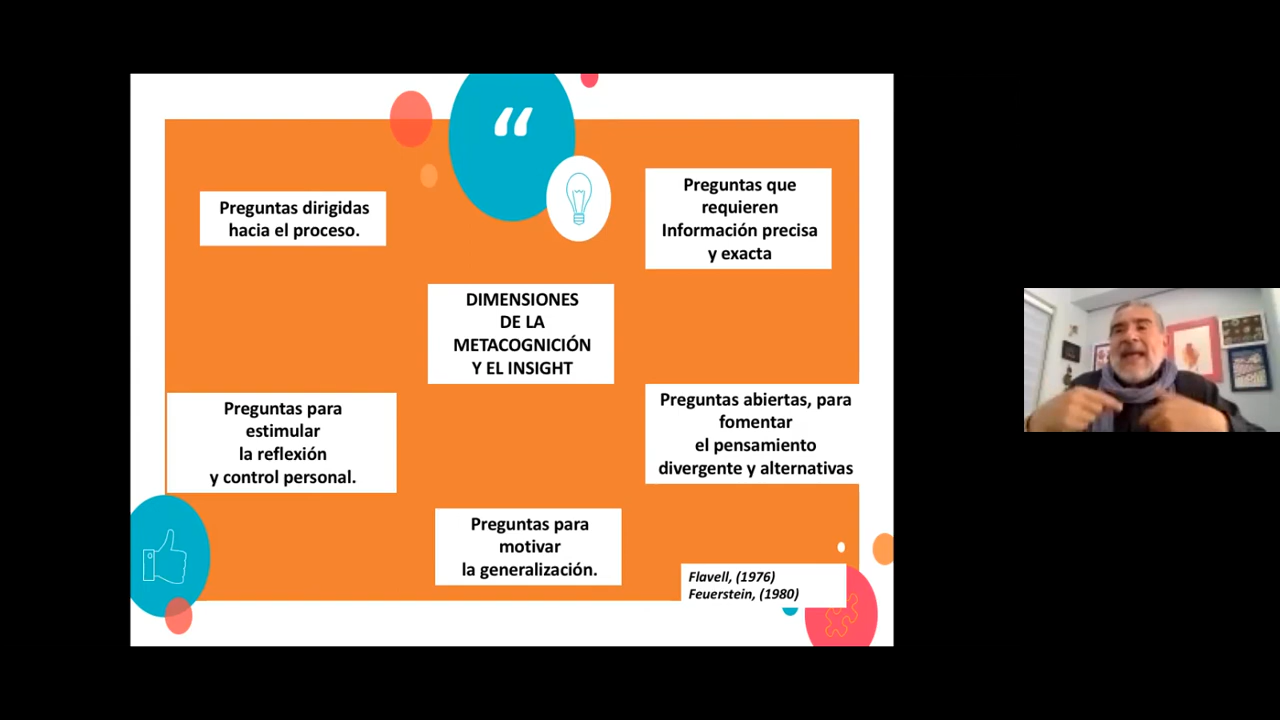 “
Preguntas dirigidas
hacia el proceso.
Preguntas que
requieren
Información precisa
y exacta
DIMENSIONES
DE LA
METACOGNICIÓN
Y EL INSIGHT
Preguntas para
estimular
la reflexión
y control personal.
Preguntas abiertas, para
fomentar
el pensamiento
divergente y alternativas
Preguntas para
motivar
la generalización.
Flavell, (1976)
Feuerstein, (1980)